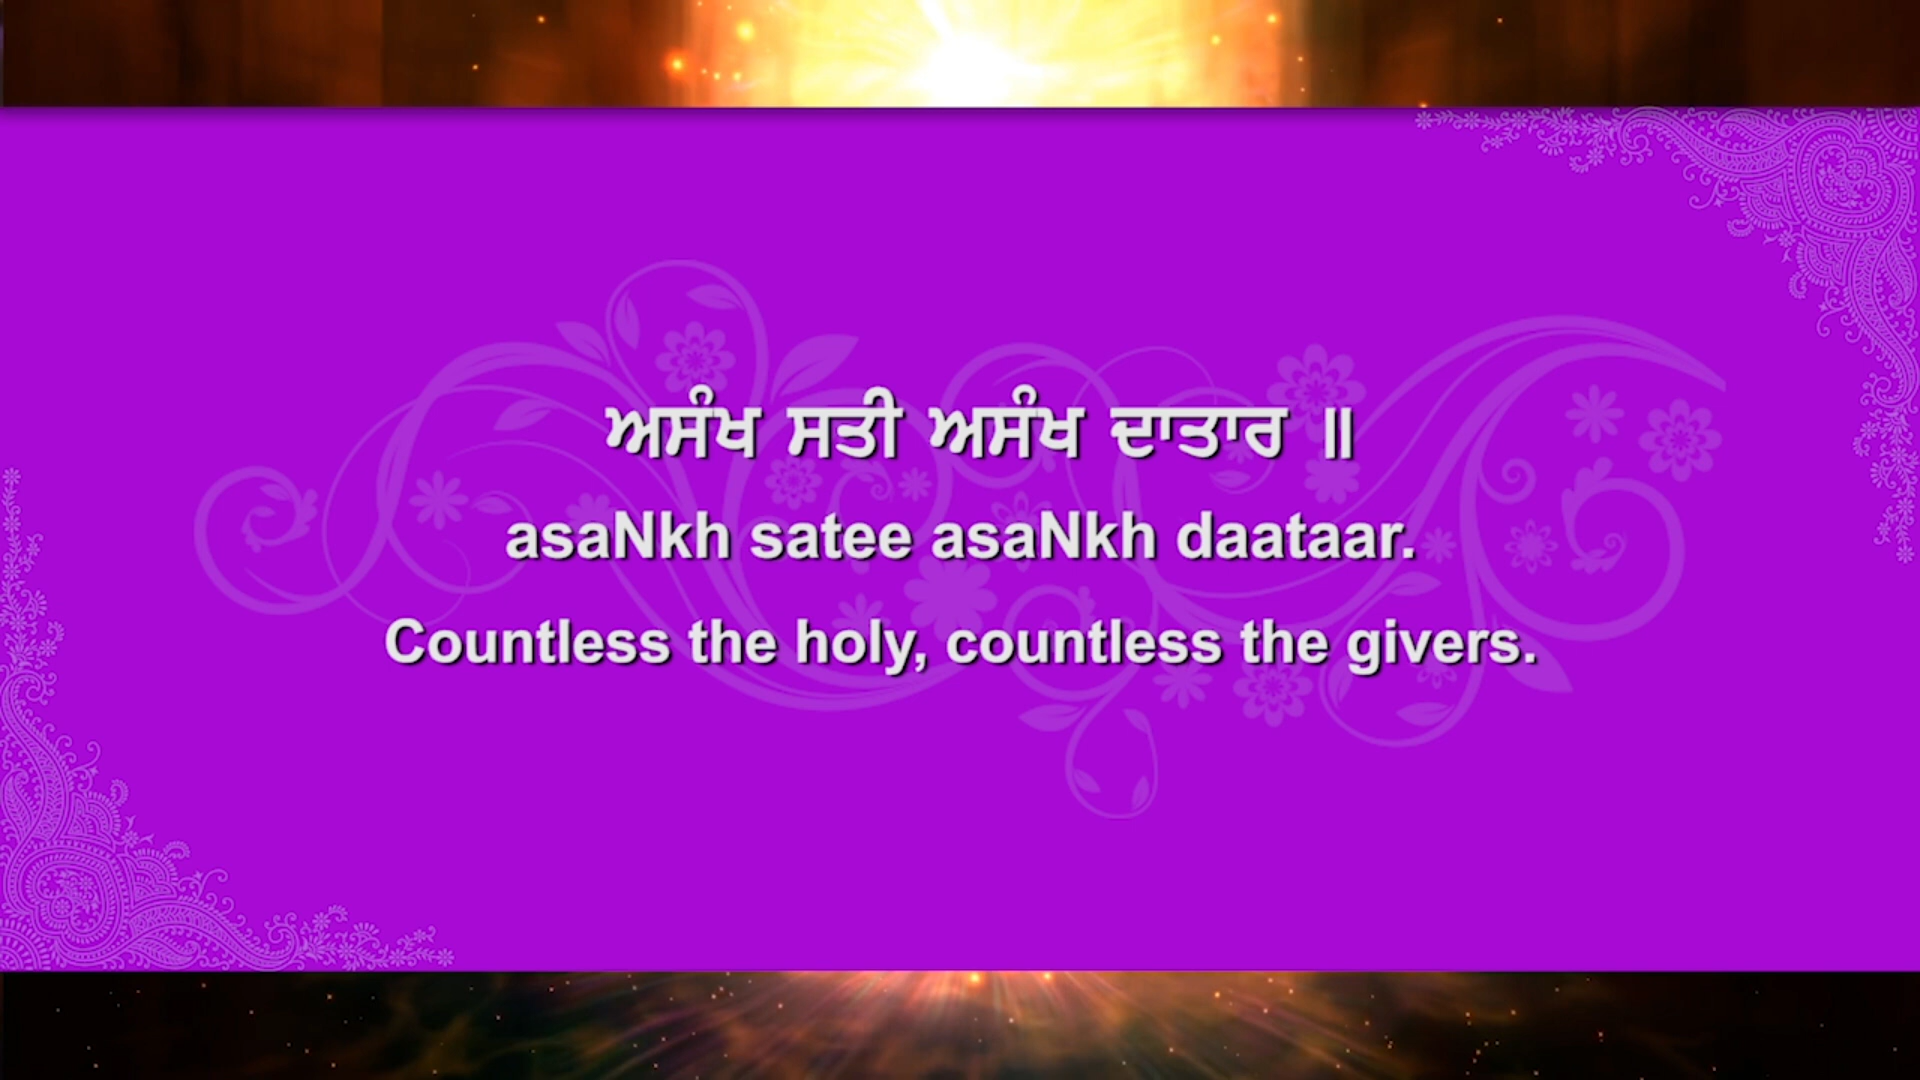 ਅਸੰਖ ਸਤੀ ਅਸੰਖ ਦਾਤਾਰ ॥
asaNkh satee asaNkh daataar.
Countless the holy, countless the givers.